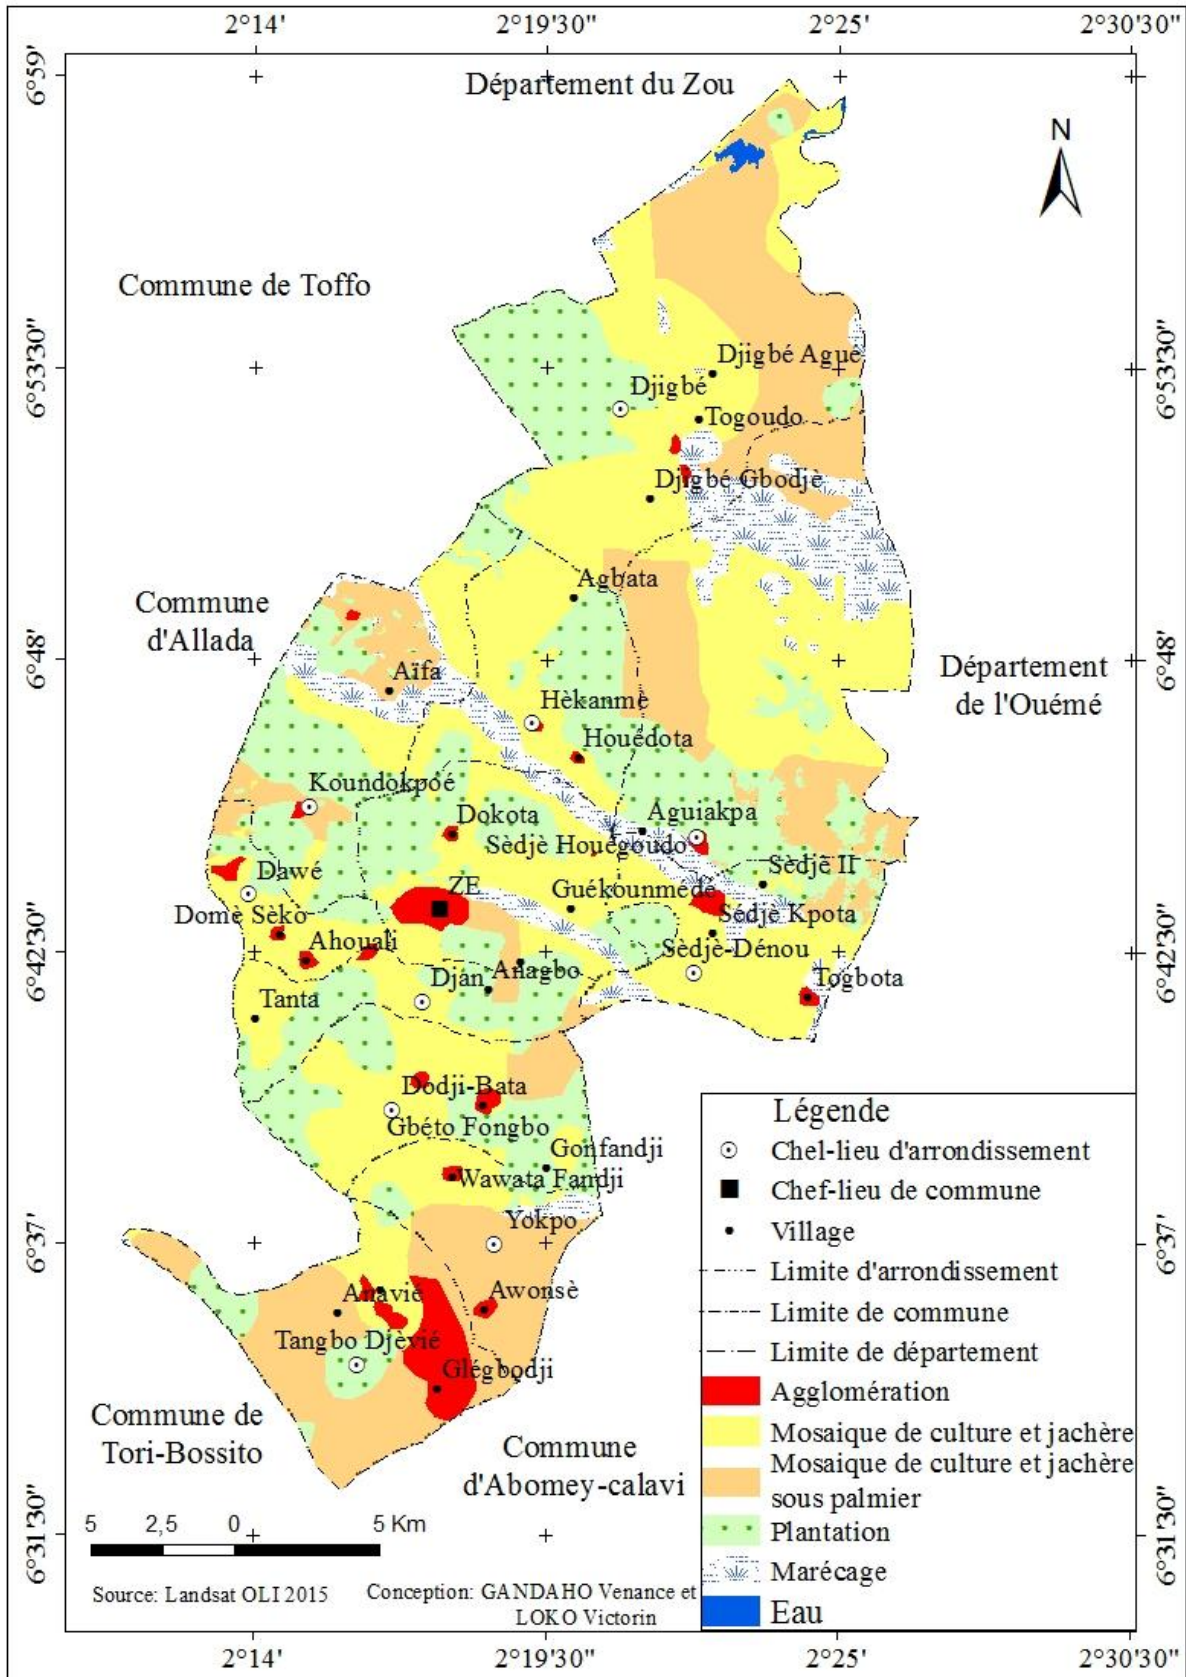 2°14'
2°19'30"
2°25'
2°30'30"
6°59'
6°59'
Département du Zou
N
Commune de Toffo
6°53'30"
6°53'30"
Djigbé Agué
Djigbé
Togoudo
Djigbé Gbodjè
Agbata
Commune
d'Allada
6°48'
6°48'
Aïfa
Département
de l'Ouémé
Hèkanmè
Houédota
Koundokpoé
Dokota
Aguiakpa
Sèdjè Houégoudo
Dawé
ZE
Guékounmédé
Sèdjè II
Domè Sèko
Sèdjè Kpota
Ahouali
Sèdjè-Dénou
6°42'30"
6°42'30"
Djan
Anagbo
Togbota
Tanta
Dodji-Bata
Gbéto Fongbo
Gonfandji
Wawata Fandji
Yokpo
6°37'
6°37'
Anavié
Awonsè
Tangbo Djèvié
Glégbodji
Commune de
Tori-Bossito
Commune
d'Abomey-calavi
Légende
Chel-lieu d'arrondissement
Chef-lieu de commune
Village
Limite d'arrondissement
Limite de commune
Limite de département
Agglomération
Mosaique de culture et jachère
Mosaique de culture et jachère
sous palmier
Plantation
Marécage
Eau
6°31'30"
6°31'30"
5 2,5 0 5 Km
Source: Landsat OLI 2015
Conception: GANDAHO Venance et
LOKO Victorin
2°14'
2°19'30"
2°25'
2°30'30"